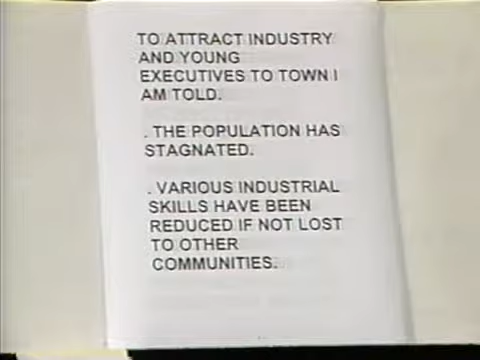 TO ATTRACT INDUSTRY
AND YOUNG
EXECUTIVES TO TOWN I
AM TOLD.
. THE POPULATION HAS
STAGNATED.
. VARIOUS INDUSTRIAL
SKILLS HAVE BEEN
REDUCED IF NOT LOST
TO OTHER
COMMUNITIES.